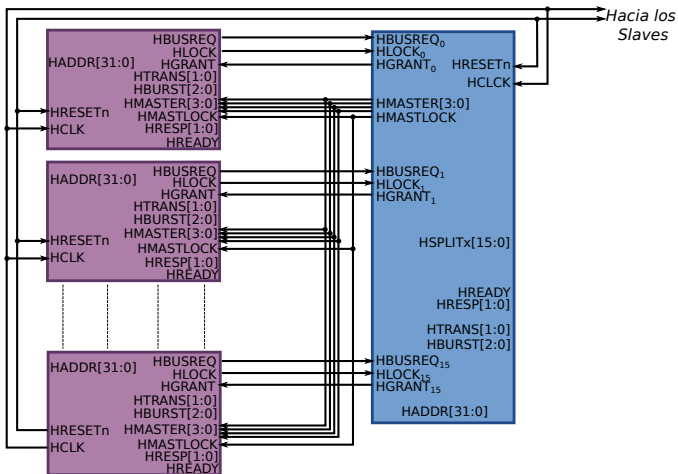 Hacia los
Slaves
HBUSREQ
HLOCK
HADDR[31:0]
HGRANT
HTRANS[1:0]
HBURST[2:0]
HMASTER[3:0]
HRESETn
HMASTLOCK
HCLK
HRESP[1:0]
HREADY
HBUSREQ
HADDR[31:0]
HLOCK
HGRANT
HTRANS[1:0]
HBURST[2:0]
HMASTER[3:0]
HRESETn
HMASTLOCK
HCLK
HRESP[1:0]
HREADY
HBUSREQ
HADDR[31:0]
HLOCK
HGRANT
HTRANS[1:0]
HBURST[2:0]
HMASTER[3:0]
HRESETn
HMASTLOCK
HCLK
HRESP[1:0]
HREADY
HBUSREQ0
HLOCK0
HGRANT0
HRESETn
HCLCK
HMASTER[3:0]
HMASTLOCK
HBUSREQ1
HLOCK1
HGRANT1
HSPLITx[15:0]
HREADY
HRESP[1:0]
HTRANS[1:0]
HBURST[2:0]
HBUSREQ15
HLOCK15
HGRANT15
HADDR[31:0]